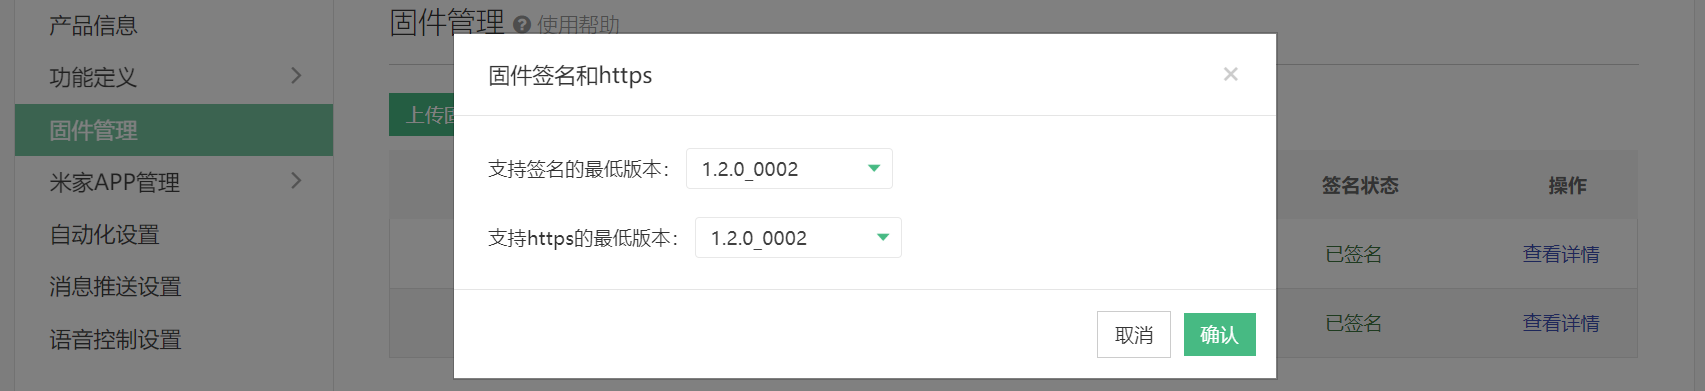 产品信息
功能定义
固件管理
米家APP管理
自动化设置
消息推送设置
语音控制设置
固件管理 使用帮助
上传固
固件签名和https
×
支持签名的最低版本： 1.2.0_0002
支持https的最低版本： 1.2.0_0002
取消 确认
签名状态 操作
已签名 查看详情
已签名 查看详情